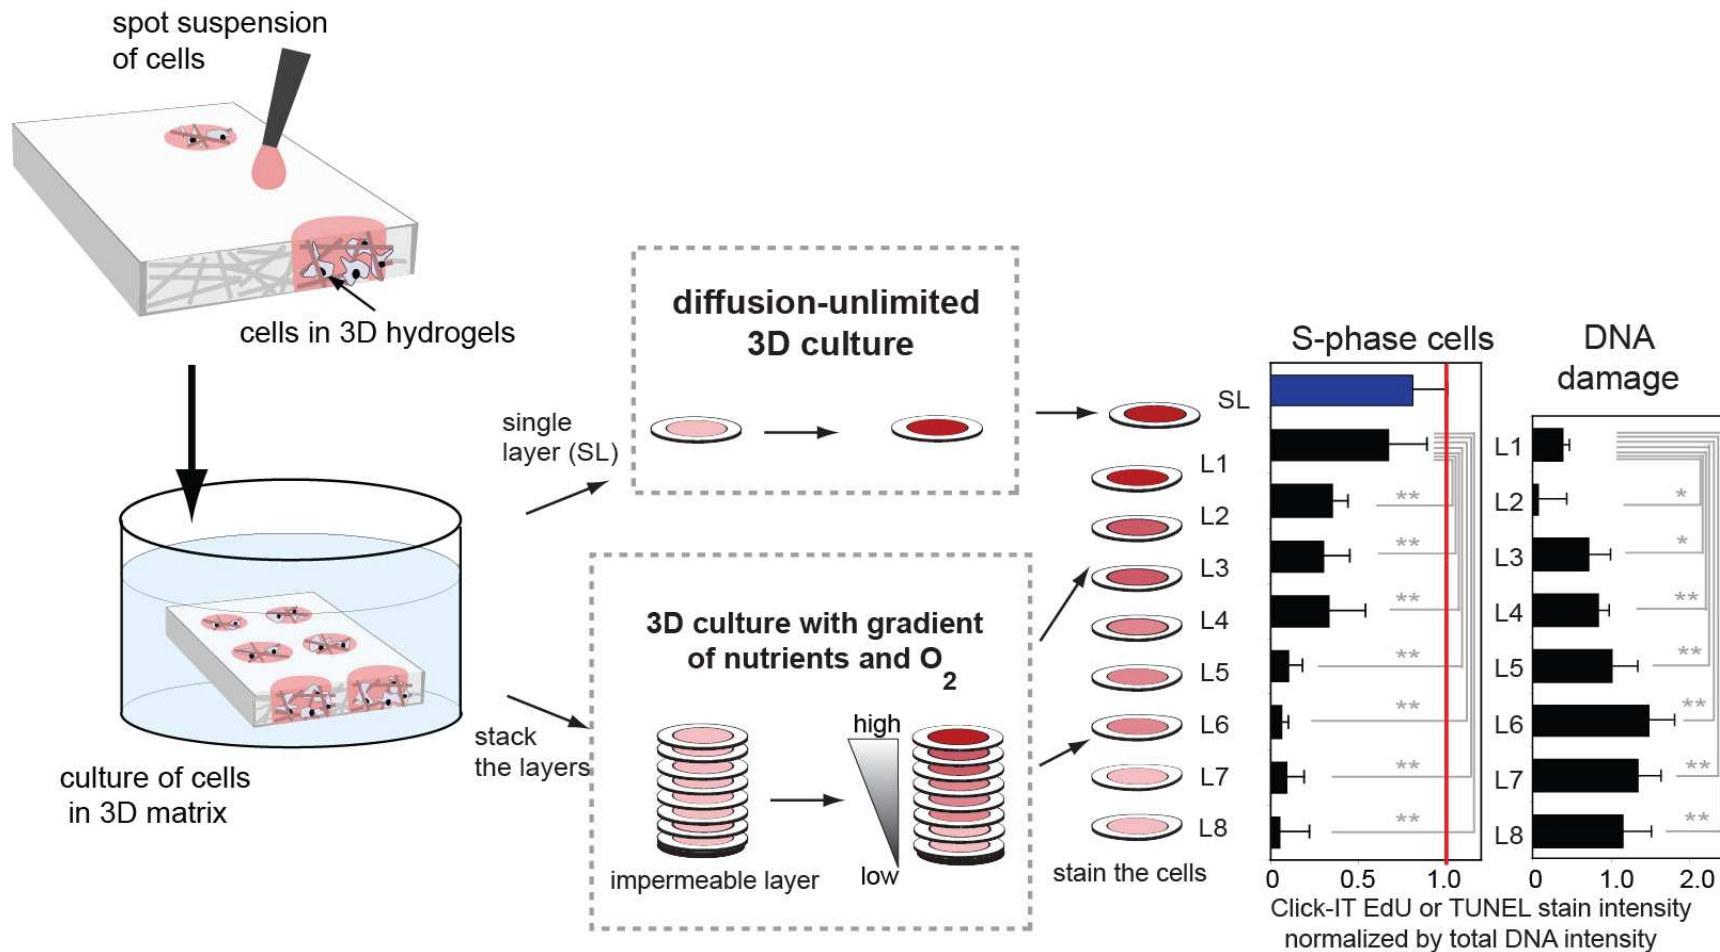 spot suspension
of cells
cells in 3D hydrogels
culture of cells
in 3D matrix
single
layer (SL)
stack
the layers
diffusion-unlimited
3D culture
3D culture with gradient
of nutrients and O2
high
low
impermeable layer
stain the cells
S-phase cells
SL
L1
L2
**
L3
**
L4
**
L5
**
L6
**
L7
**
L8
**
0 0.5 1.0
DNA
damage
L1
L2
*
L3
*
L4
**
L5
**
L6
**
L7
**
L8
**
0 1.0 2.0
Click-IT EdU or TUNEL stain intensity
normalized by total DNA intensity